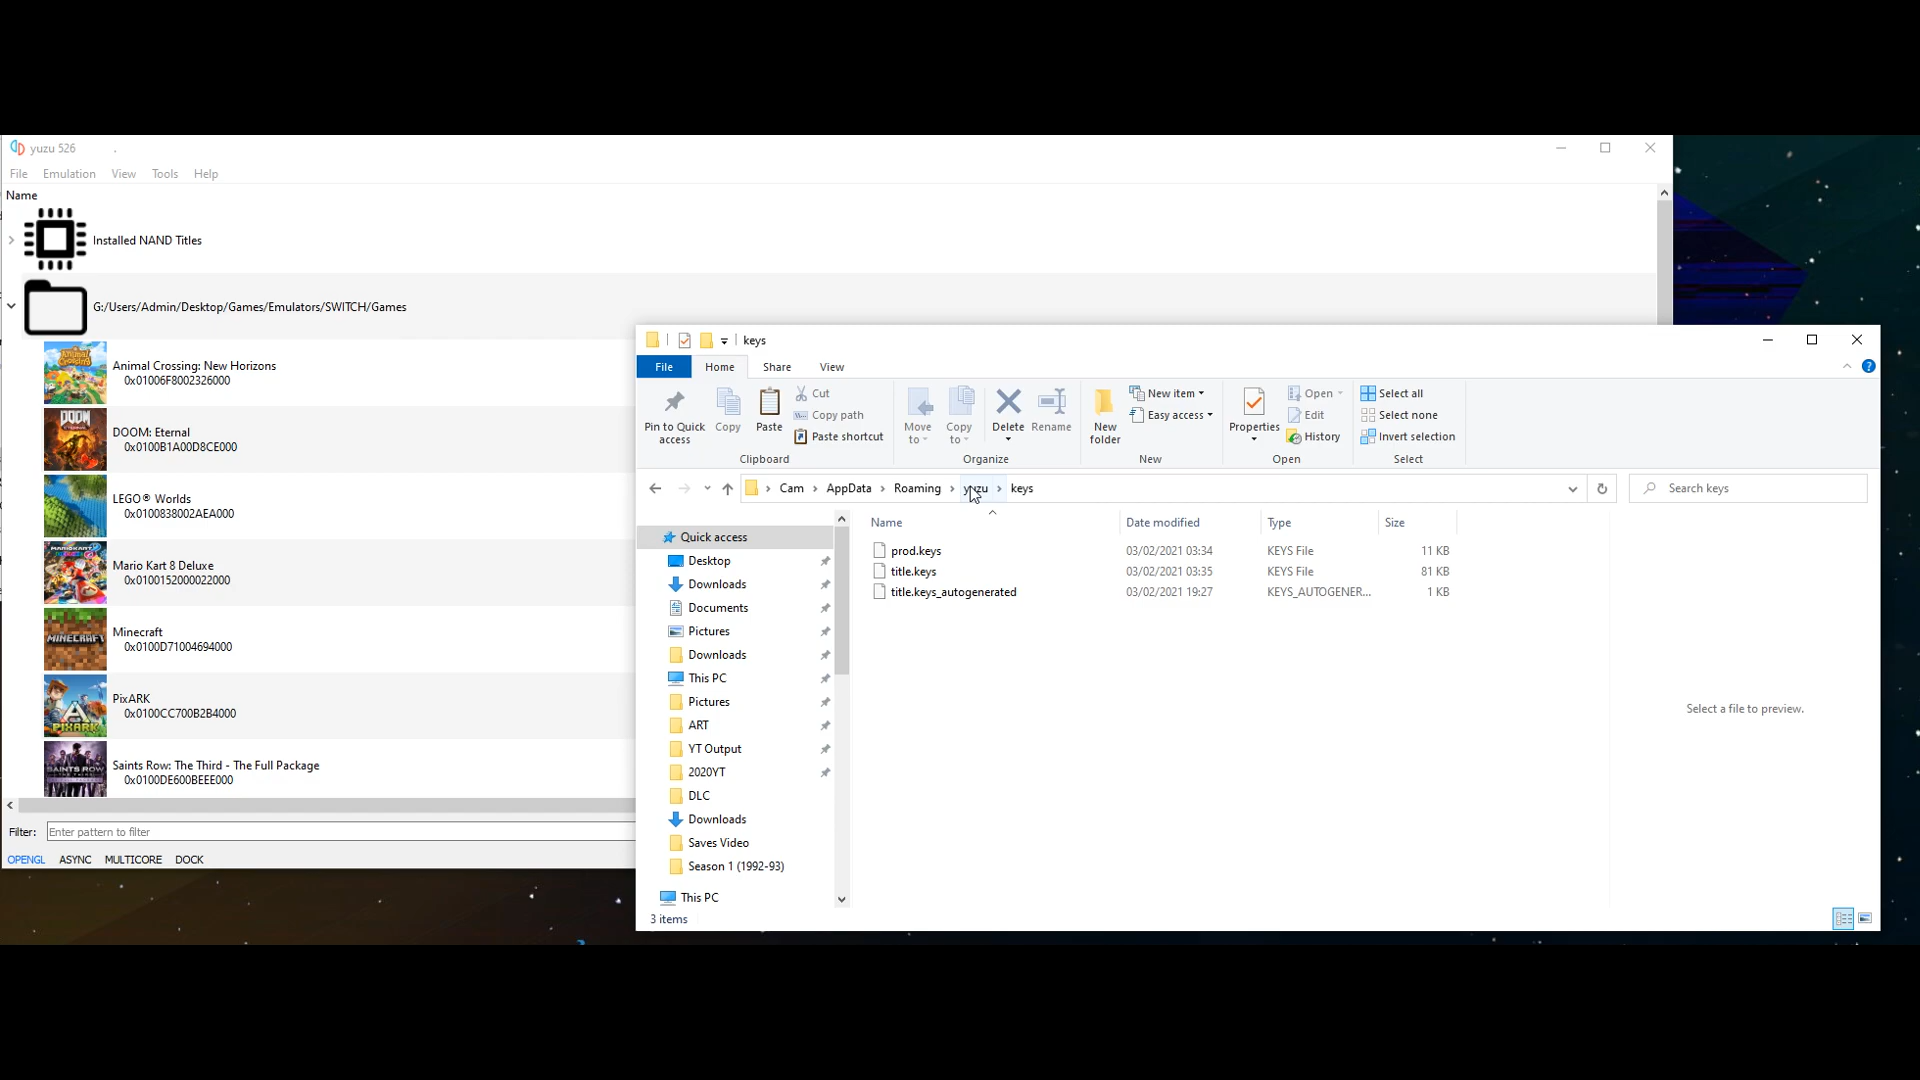 yuzu 526
File Emulation View Tools Help
Name
Installed NAND Titles
G:/Users/Admin/Desktop/Games/Emulators/SWITCH/Games
Animal Crossing: New Horizons
0x01006F8002326000
DOOM: Eternal
0x0100B1A00D8CE000
LEGO® Worlds
0x0100838002AEA000
Mario Kart 8 Deluxe
0x0100152000022000
Minecraft
0x0100D71004694000
PixARK
0x0100CC700B2B4000
Saints Row: The Third - The Full Package
0x0100DE600BEEE000
Filter: Enter pattern to filter
OPENGL ASYNC MULTICORE DOCK
keys
File Home Share View
Pin to Quick access
Copy
Paste
Cut
Copy path
Paste shortcut
Clipboard
Move to
Copy to
Delete
Rename
Organize
New folder
New item
Easy access
New
Properties
Open
Edit
History
Open
Select all
Select none
Invert selection
Select
Cam AppData Roaming yuzu keys
Search keys
Quick access
Desktop
Downloads
Documents
Pictures
Downloads
This PC
Pictures
ART
YT Output
2020YT
DLC
Downloads
Saves Video
Season 1 (1992-93)
This PC
Name Date modified Type Size
prod.keys 03/02/2021 03:34 KEYS File 11 KB
title.keys 03/02/2021 03:35 KEYS File 81 KB
title.keys_autogenerated 03/02/2021 19:27 KEYS_AUTOGENER... 1 KB
Select a file to preview.
3 items